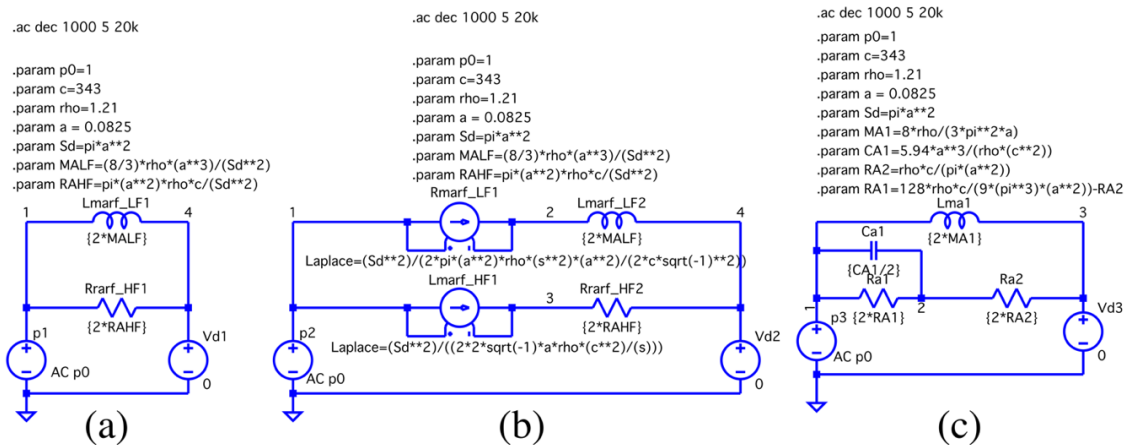 .ac dec 1000 5 20k
.param p0=1
.param c=343
.param rho=1.21
.param a = 0.0825
.param Sd=pi*a**2
.param MALF=(8/3)*rho*(a**3)/(Sd**2)
.param RAHF=pi*(a**2)*rho*c/(Sd**2)
1
Lmarf_LF1
4
{2*MALF}
Rrarf_HF1
{2*RAHF}
p1
Vd1
AC p0
0
(a)
.ac dec 1000 5 20k
.param p0=1
.param c=343
.param rho=1.21
.param a = 0.0825
.param Sd=pi*a**2
.param MALF=(8/3)*rho*(a**3)/(Sd**2)
.param RAHF=pi*(a**2)*rho*c/(Sd**2)
Rmarf_LF1
1
2
Lmarf_LF2
4
{2*MALF}
Laplace=(Sd**2)/(2*pi*(a**2)*rho*(s**2)*(a**2)/(2*c*sqrt(-1)**2))
Lmarf_HF1
3
Rrarf_HF2
{2*RAHF}
p2
Laplace=(Sd**2)/((2*2*sqrt(-1)*a*rho*(c**2)/(s)))
Vd2
AC p0
0
(b)
.ac dec 1000 5 20k
.param p0=1
.param c=343
.param rho=1.21
.param a = 0.0825
.param Sd=pi*a**2
.param MA1=8*rho/(3*pi**2*a)
.param CA1=5.94*a**3/(rho*(c**2))
.param RA2=rho*c/(pi*(a**2))
.param RA1=128*rho*c/(9*(pi**3)*(a**2))-RA2
Lma1
3
{2*MA1}
Ca1
{CA1/2}
Ra1
Ra2
1
2
{2*RA1}
{2*RA2}
p3
Vd3
AC p0
0
(c)